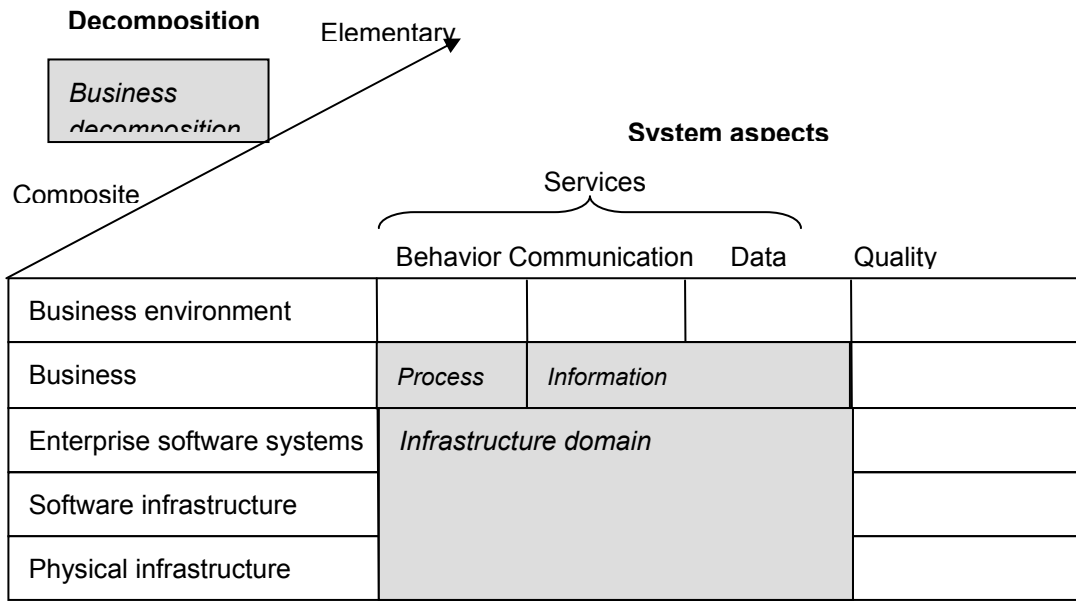 Decomposition
Elementary
Business
decomposition
System aspects
Composite
Services
Behavior Communication Data Quality
Business environment
Business Process Information
Enterprise software systems Infrastructure domain
Software infrastructure
Physical infrastructure